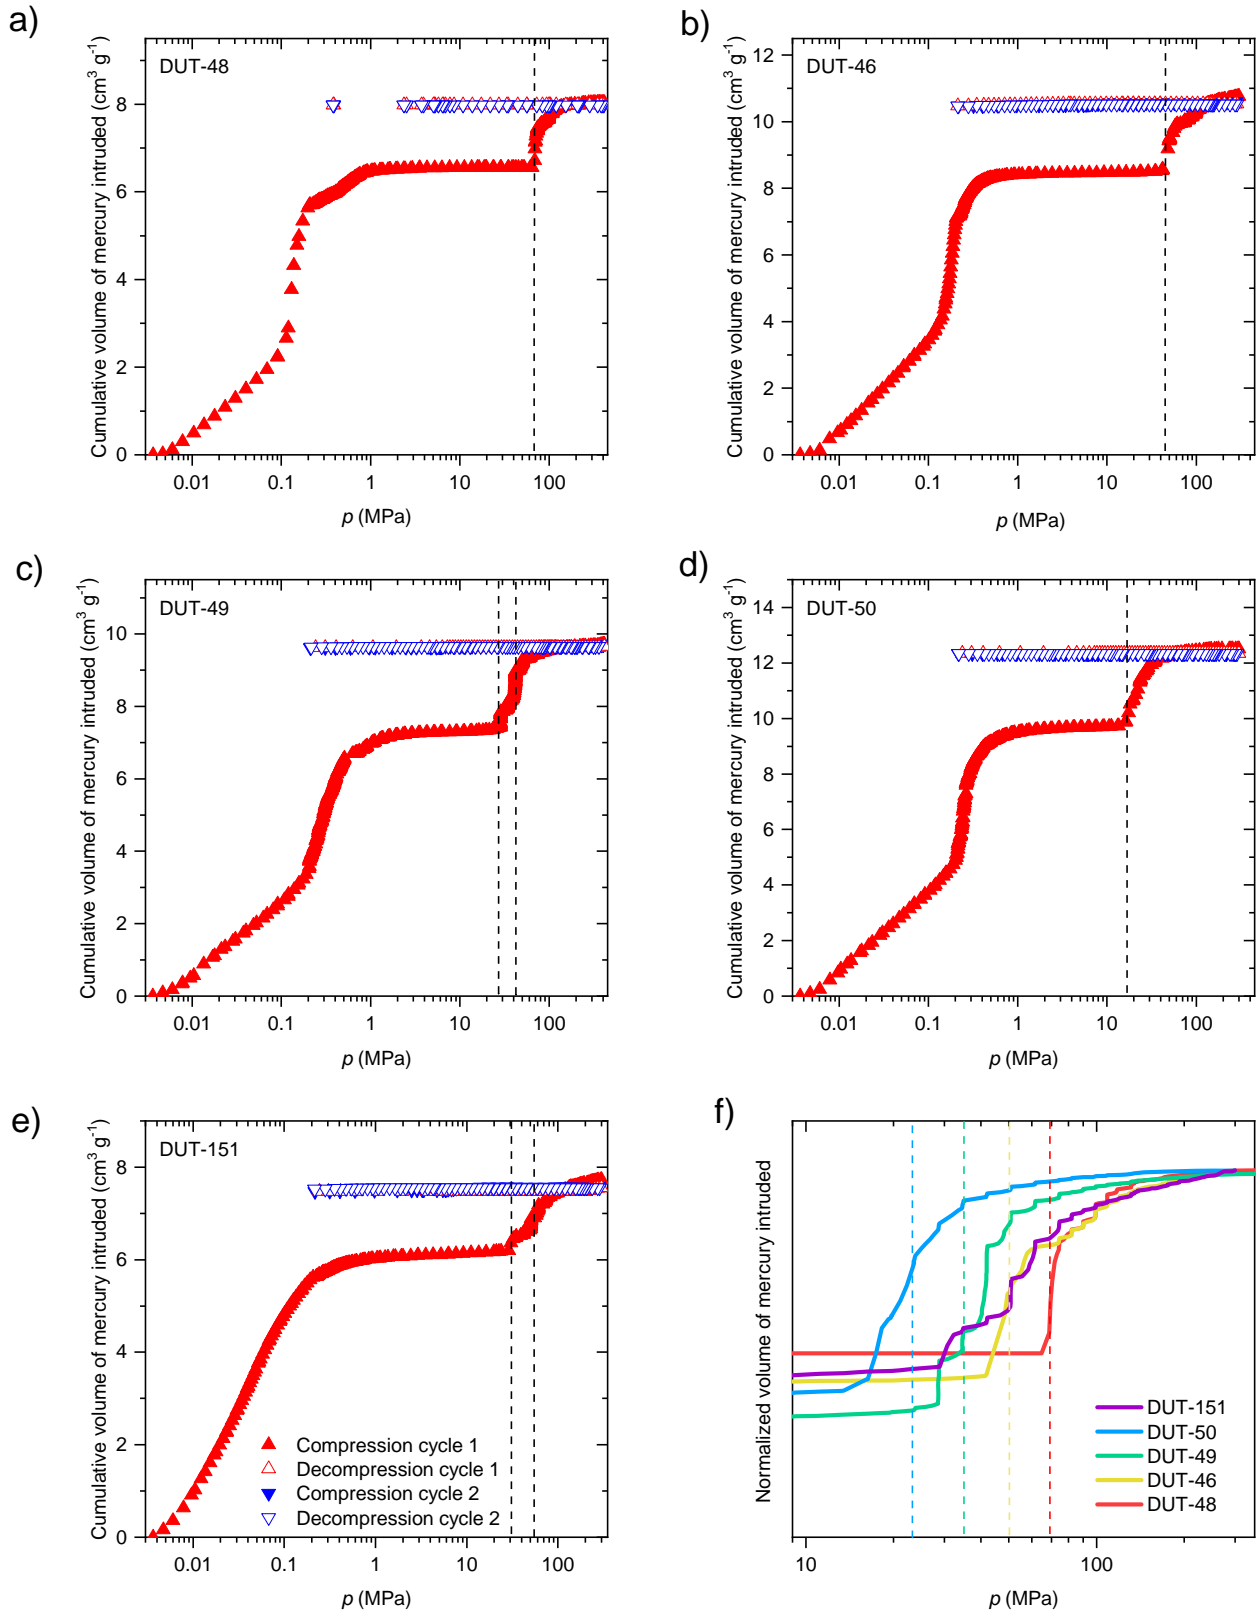 a)
DUT-48
Cumulative volume of mercury intruded (cm³ g⁻¹)
8
6
4
2
0
0.01 0.1 1 10 100
p (MPa)
b)
DUT-46
Cumulative volume of mercury intruded (cm³ g⁻¹)
12
10
8
6
4
2
0
0.01 0.1 1 10 100
p (MPa)
c)
DUT-49
Cumulative volume of mercury intruded (cm³ g⁻¹)
10
8
6
4
2
0
0.01 0.1 1 10 100
p (MPa)
d)
DUT-50
Cumulative volume of mercury intruded (cm³ g⁻¹)
14
12
10
8
6
4
2
0
0.01 0.1 1 10 100
p (MPa)
e)
DUT-151
Cumulative volume of mercury intruded (cm³ g⁻¹)
8
6
4
2
0
Compression cycle 1
Decompression cycle 1
Compression cycle 2
Decompression cycle 2
0.01 0.1 1 10 100
p (MPa)
f)
Normalized volume of mercury intruded
DUT-151
DUT-50
DUT-49
DUT-46
DUT-48
10 100
p (MPa)